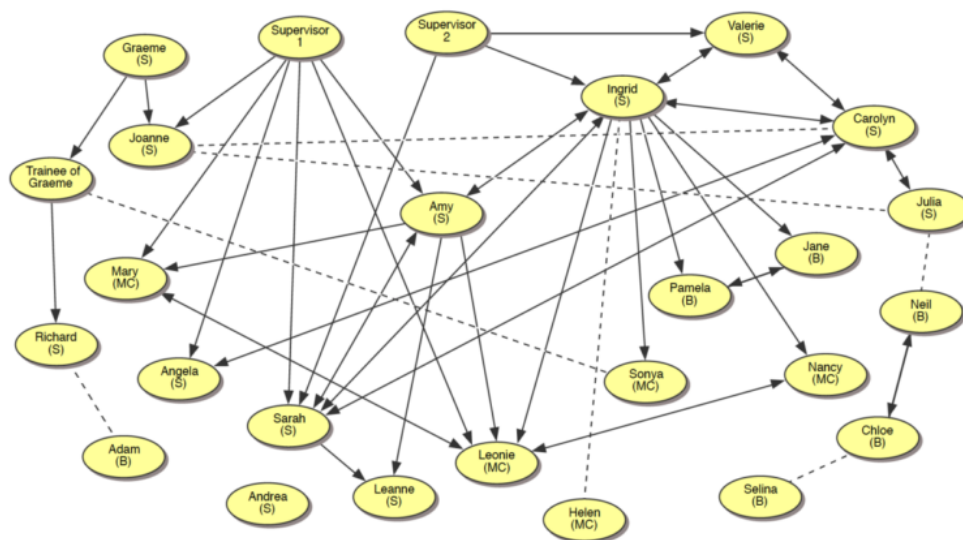 Graeme
(S)
Supervisor
1
Supervisor
2
Valerie
(S)
Ingrid
(S)
Joanne
(S)
Carolyn
(S)
Trainee of
Graeme
Amy
(S)
Julia
(S)
Mary
(MC)
Jane
(B)
Pamela
(B)
Neil
(B)
Richard
(S)
Angela
(S)
Sonya
(MC)
Nancy
(MC)
Sarah
(S)
Chloe
(B)
Adam
(B)
Leonie
(MC)
Andrea
(S)
Leanne
(S)
Selina
(B)
Helen
(MC)